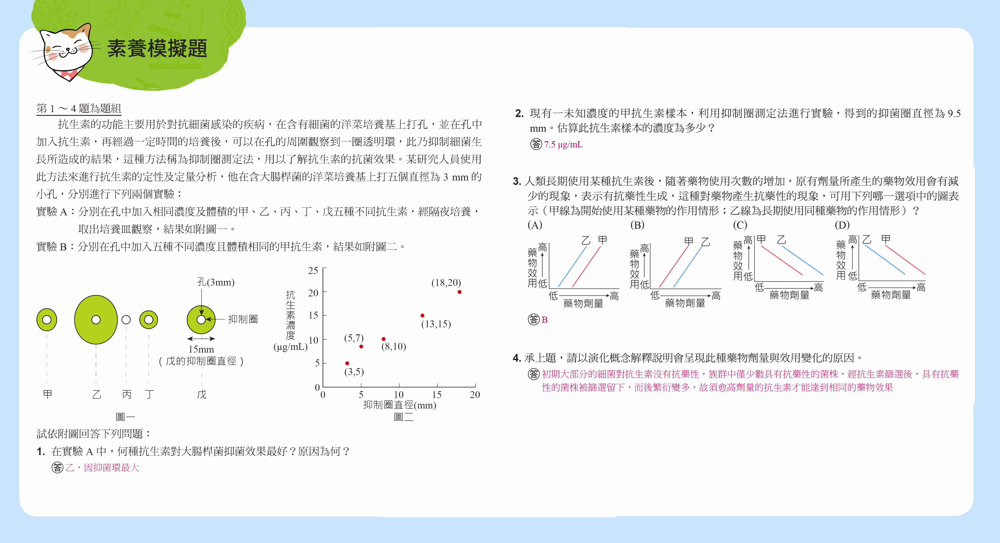 素養模擬題
第 1 ～ 4 題為題組
抗生素的功能主要用於對抗細菌感染的疾病，在含有細菌的洋菜培養基上打孔，並在孔中
加入抗生素，再經過一定時間的培養後，可以在孔的周圍觀察到一圈透明環，此乃抑制細菌生
長所造成的結果，這種方法稱為抑制圈測定法，用以了解抗生素的抗菌效果。某研究人員使用
此方法來進行抗生素的定性及定量分析，他在含大腸桿菌的洋菜培養基上打五個直徑為 3 mm 的
小孔，分別進行下列兩個實驗：
實驗 A：分別在孔中加入相同濃度及體積的甲、乙、丙、丁、戊五種不同抗生素，經隔夜培養，
取出培養皿觀察，結果如附圖一。
實驗 B：分別在孔中加入五種不同濃度且體積相同的甲抗生素，結果如附圖二。
孔(3mm)
抑制圈
15mm
(戊的抑制圈直徑)
甲 乙 丙 丁 戊
圖一
抗生素濃度
(μg/mL)
25
20
15
10
5
0
(18,20)
(13,15)
(5,7)
(8,10)
(3,5)
0 5 10 15 20
抑制圈直徑(mm)
圖二
試依附圖回答下列問題：
1. 在實驗 A 中，何種抗生素對大腸桿菌抑菌效果最好？原因為何？
答 乙，因抑菌環最大
2. 現有一未知濃度的甲抗生素樣本，利用抑制圈測定法進行實驗，得到的抑菌圈直徑為 9.5
mm。估算此抗生素樣本的濃度為多少？
答 7.5 μg/mL
3. 人類長期使用某種抗生素後，隨著藥物使用次數的增加，原有劑量所產生的藥物效用會有減
少的現象，表示有抗藥性生成，這種對藥物產生抗藥性的現象，可用下列哪一選項中的圖表
示（甲線為開始使用某種藥物的作用情形；乙線為長期使用同種藥物的作用情形）？
(A) (B) (C) (D)
藥物效用 高 低 乙 甲 低 高 藥物劑量
藥物效用 高 低 甲 乙 低 高 藥物劑量
藥物效用 高 低 甲 乙 低 高 藥物劑量
藥物效用 高 低 乙 甲 低 高 藥物劑量
答 B
4. 承上題，請以演化概念解釋說明會呈現此種藥物劑量與效用變化的原因。
答 初期大部分的細菌對抗生素沒有抗藥性，族群中僅少數具有抗藥性的菌株，經抗生素篩選後，具有抗藥
性的菌株被篩選留下，而後繁衍變多，故須愈高劑量的抗生素才能達到相同的藥物效果